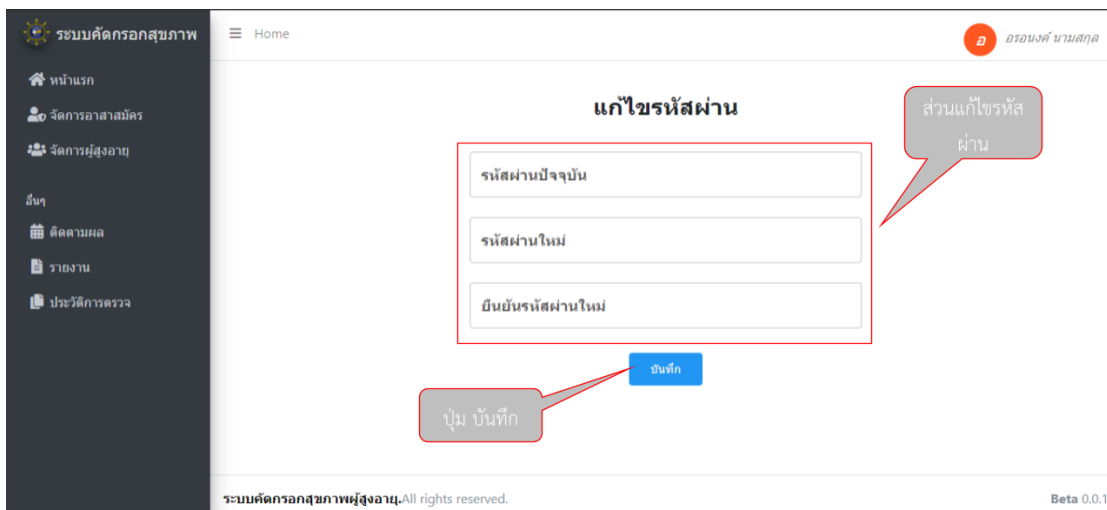 ระบบคัดกรอกสุขภาพ
Home
อ
อรอนงค์ นามสกุล
หน้าแรก
จัดการอาสาสมัคร
จัดการผู้สูงอายุ
อื่นๆ
ติดตามผล
รายงาน
ประวัติการตรวจ
แก้ไขรหัสผ่าน
ส่วนแก้ไขรหัส
ผ่าน
รหัสผ่านปัจจุบัน
รหัสผ่านใหม่
ยืนยันรหัสผ่านใหม่
บันทึก
ปุ่ม บันทึก
ระบบคัดกรอกสุขภาพผู้สูงอายุ.All rights reserved.
Beta 0.0.1